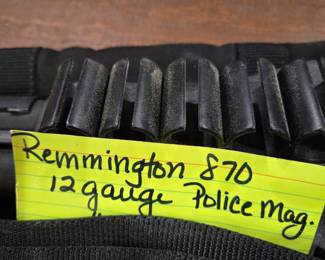 Remmington 870
12 gauge Police Mag.